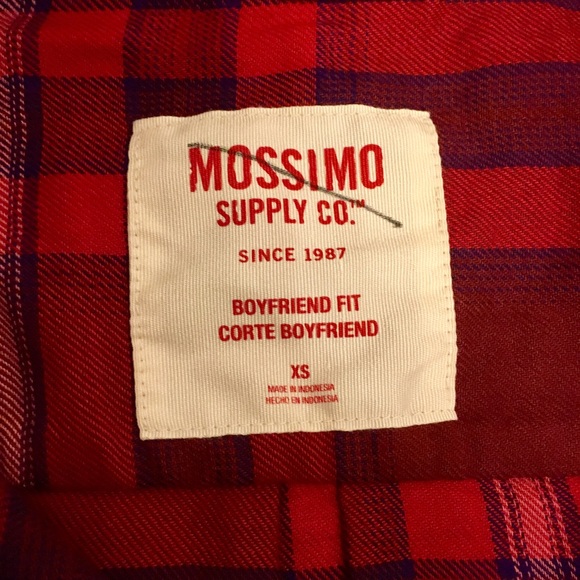 MOSSIMO
SUPPLY CO.™
SINCE 1987
BOYFRIEND FIT
CORTE BOYFRIEND
XS
MADE IN INDONESIA
HECHO EN INDONESIA